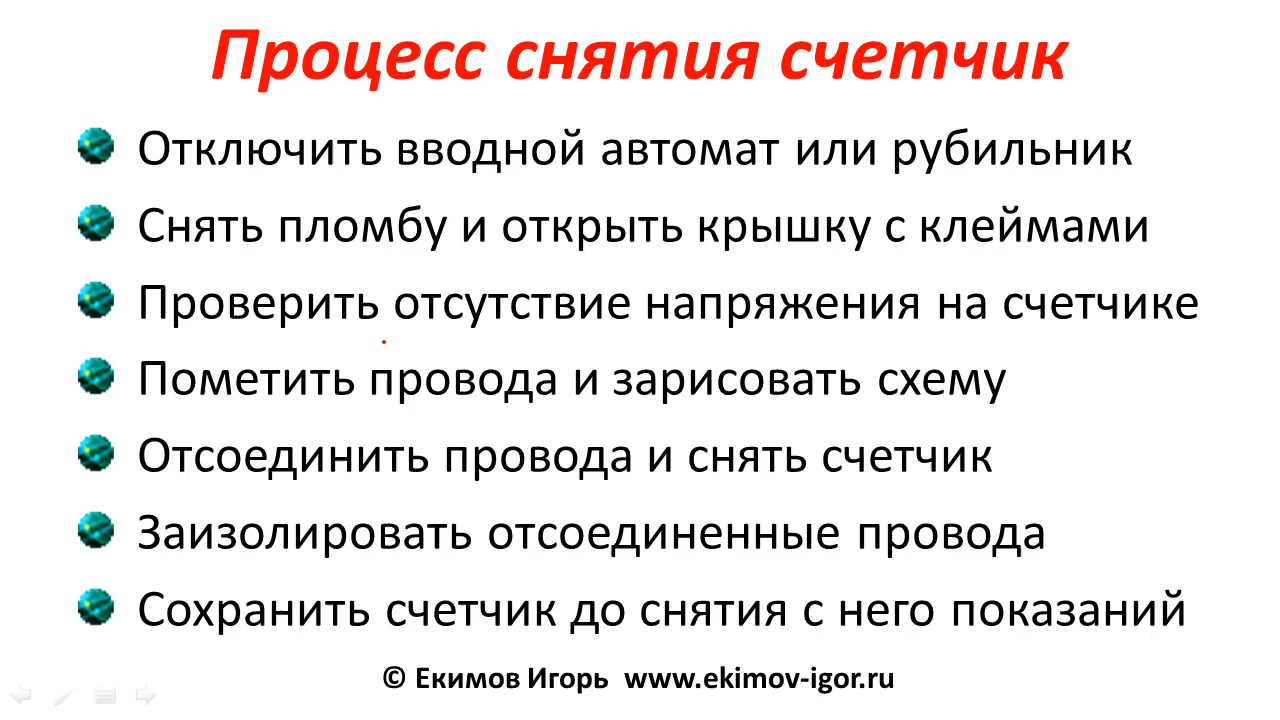 Процесс снятия счетчик
Отключить вводной автомат или рубильник
Снять пломбу и открыть крышку с клеймами
Проверить отсутствие напряжения на счетчике
Пометить провода и зарисовать схему
Отсоединить провода и снять счетчик
Заизолировать отсоединенные провода
Сохранить счетчик до снятия с него показаний
© Екимов Игорь www.ekimov-igor.ru